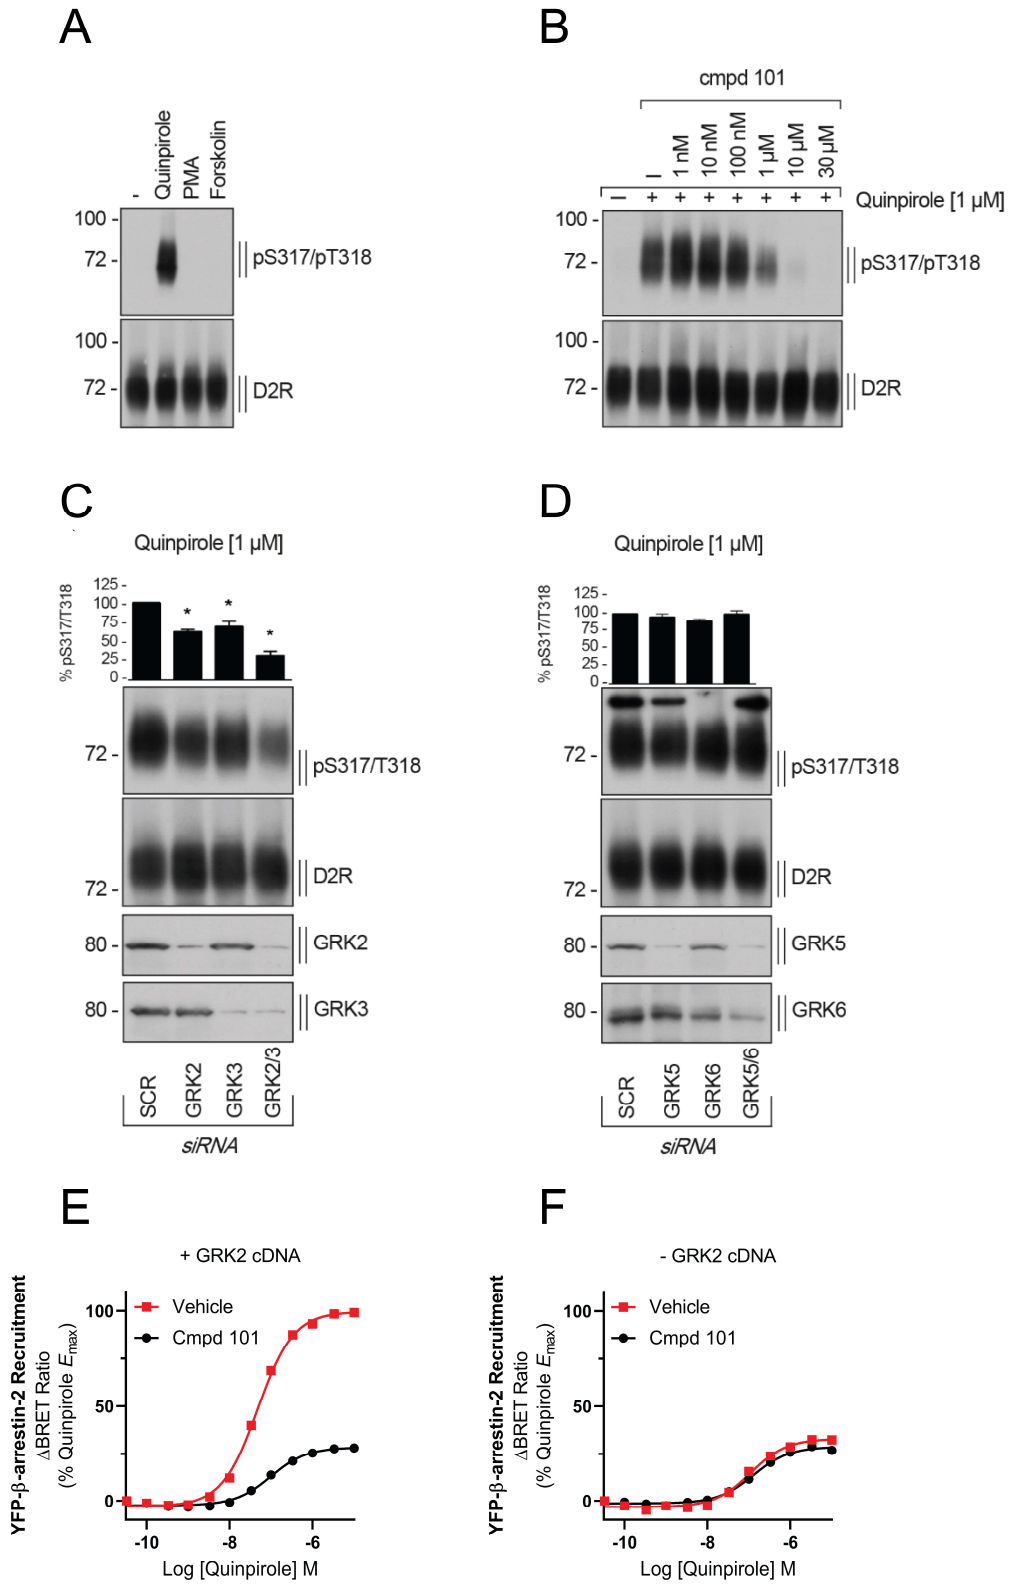 A
-
Quinpirole
PMA
Forskolin
100 -
72 -
pS317/pT318
100 -
72 -
D2R
B
cmpd 101
-
1 nM
10 nM
100 nM
1 µM
10 µM
30 µM
- + + + + + + +
Quinpirole [1 µM]
100 -
72 -
pS317/pT318
100 -
72 -
D2R
C
Quinpirole [1 µM]
% pS317/T318
125 -
100 -
75 -
50 -
25 -
0 -
* * *
72 -
pS317/T318
72 -
D2R
80 -
GRK2
80 -
GRK3
SCR
GRK2
GRK3
GRK2/3
siRNA
D
Quinpirole [1 µM]
% pS317/T318
125 -
100 -
75 -
50 -
25 -
0 -
72 -
pS317/T318
72 -
D2R
80 -
GRK5
80 -
GRK6
SCR
GRK5
GRK6
GRK5/6
siRNA
E
+ GRK2 cDNA
YFP-β-arrestin-2 Recruitment
ΔBRET Ratio
(% Quinpirole Emax)
Vehicle
Cmpd 101
100
50
0
-10 -8 -6
Log [Quinpirole] M
F
- GRK2 cDNA
YFP-β-arrestin-2 Recruitment
ΔBRET Ratio
(% Quinpirole Emax)
Vehicle
Cmpd 101
100
50
0
-10 -8 -6
Log [Quinpirole] M